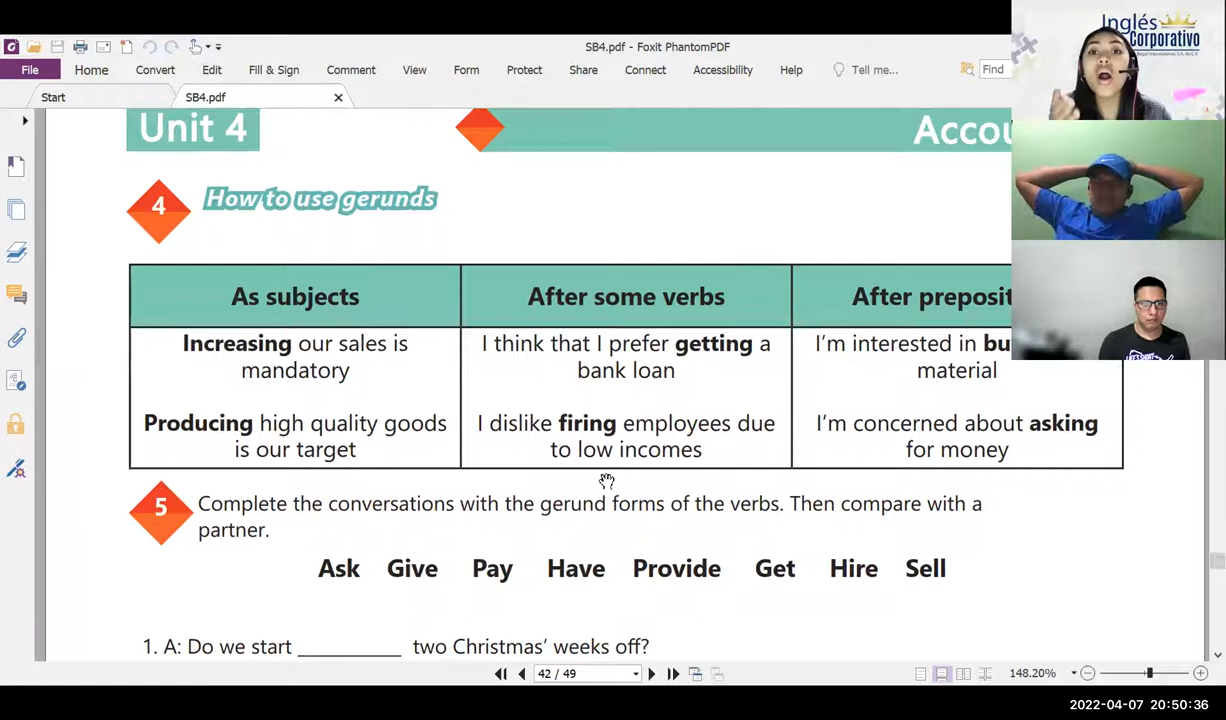 SB4.pdf - Foxit PhantomPDF
File Home Convert Edit Fill & Sign Comment View Form Protect Share Connect Accessibility Help Tell me... Find
Start SB4.pdf
Inglés
Corporativo
Unit 4
Accou
4 How to use gerunds
As subjects
After some verbs
After preposit
Increasing our sales is
mandatory
Producing high quality goods
is our target
I think that I prefer getting a
bank loan
I dislike firing employees due
to low incomes
I'm interested in bu
material
I'm concerned about asking
for money
5 Complete the conversations with the gerund forms of the verbs. Then compare with a
partner.
Ask Give Pay Have Provide Get Hire Sell
1. A: Do we start __________ two Christmas' weeks off?
42 / 49
148.20%
2022-04-07 20:50:36